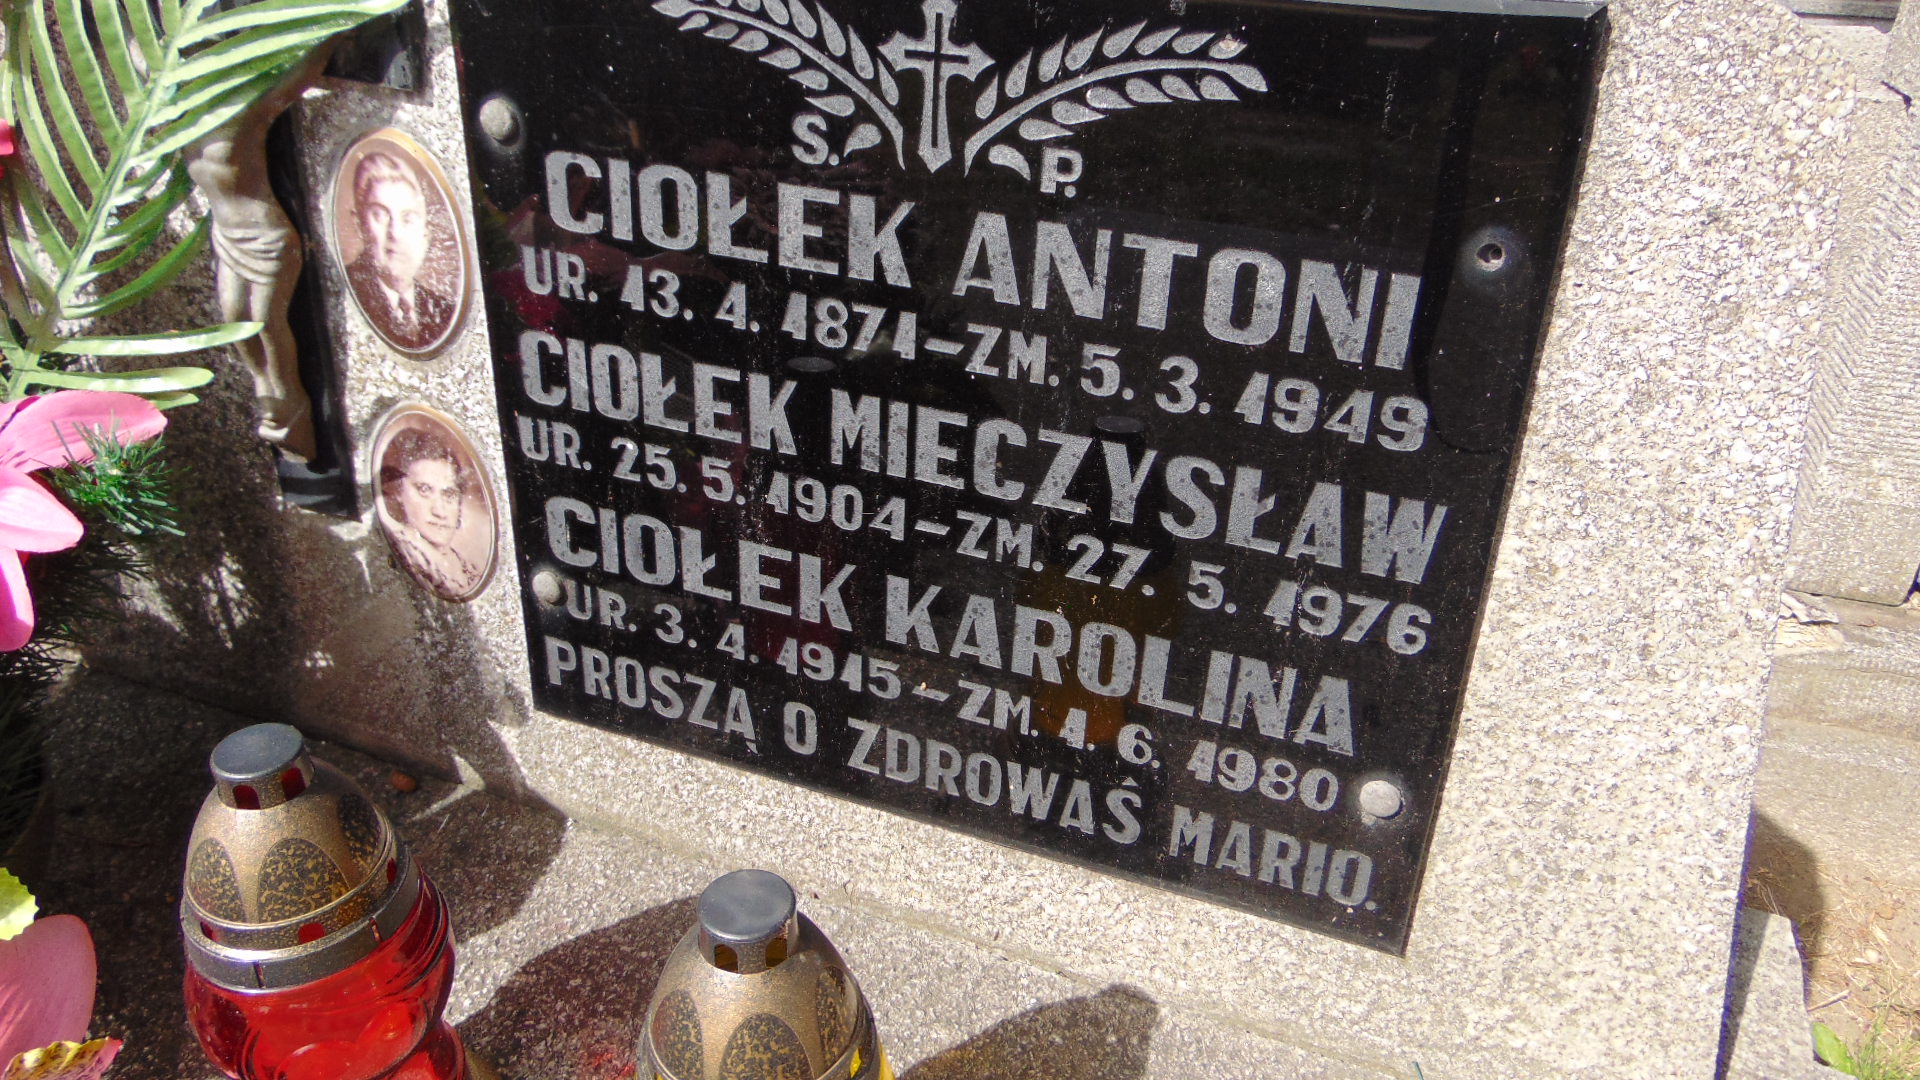 S. P.
CIOŁEK ANTONI
UR. 13. 4. 1871 – ZM. 5. 3. 1949
CIOŁEK MIECZYSŁAW
UR. 25. 5. 1904 – ZM. 27. 5. 1976
CIOŁEK KAROLINA
UR. 3. 4. 1915 – ZM. 1. 6. 1980
PROSZĄ O ZDROWAŚ MARIO.